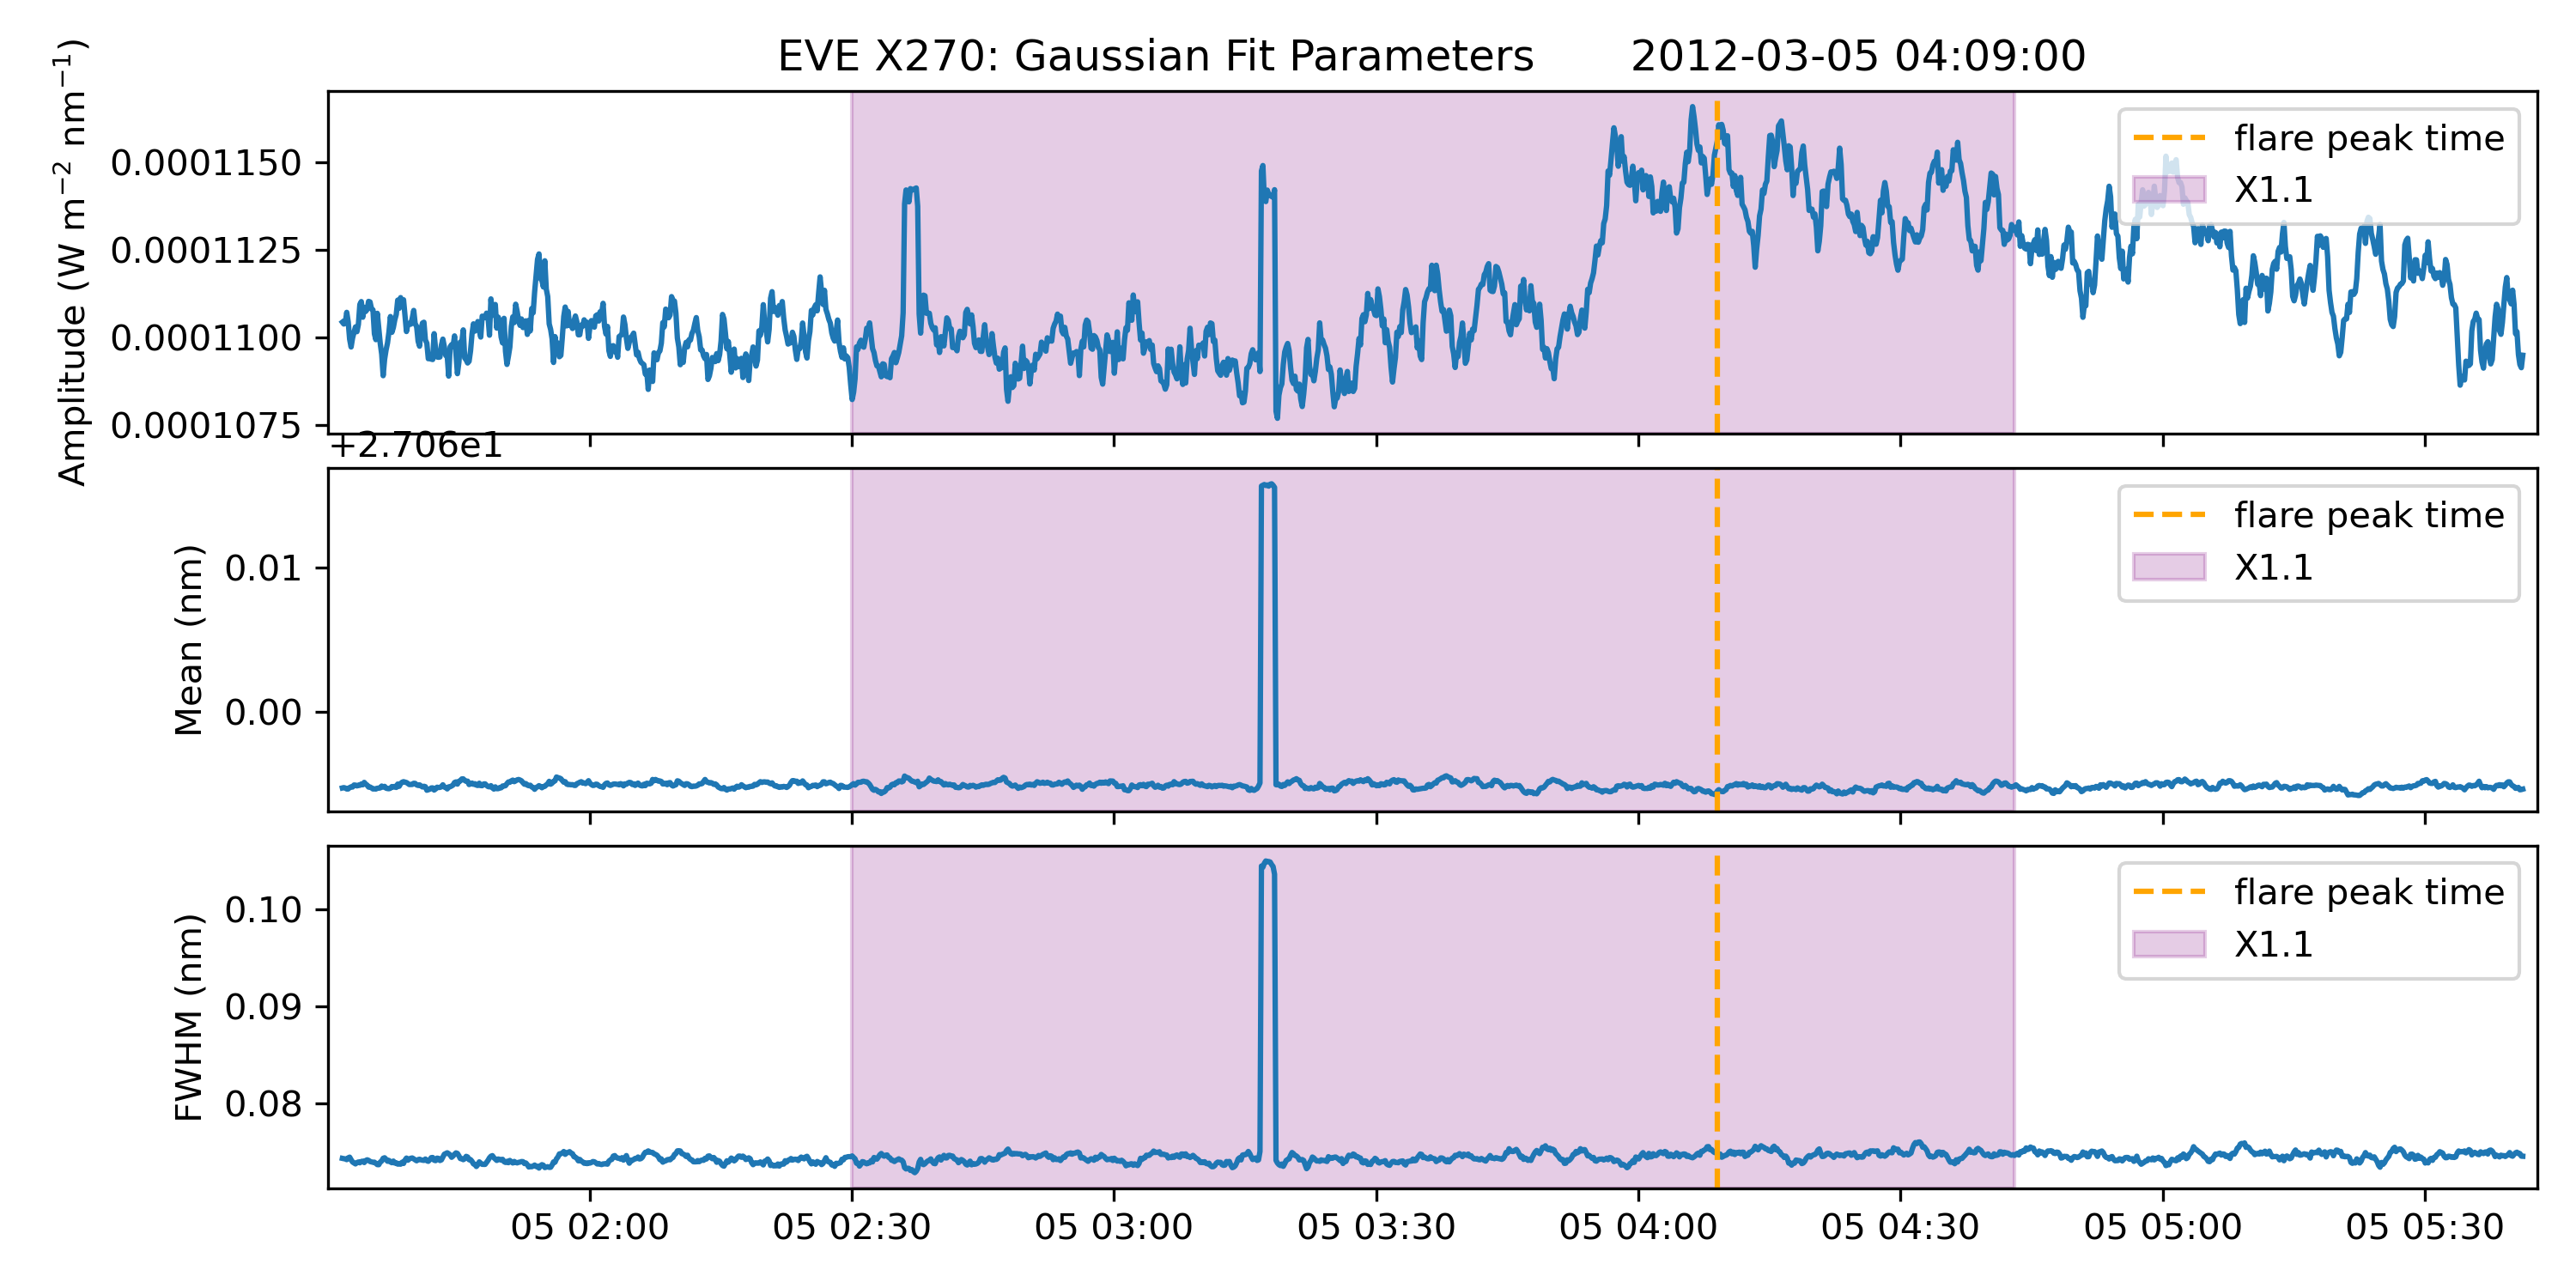 EVE X270: Gaussian Fit Parameters 2012-03-05 04:09:00
Amplitude (W m⁻² nm⁻¹)
0.0001150
0.0001125
0.0001100
0.0001075
flare peak time
X1.1
+2.706e1
Mean (nm)
0.01
0.00
flare peak time
X1.1
FWHM (nm)
0.10
0.09
0.08
flare peak time
X1.1
05 02:00 05 02:30 05 03:00 05 03:30 05 04:00 05 04:30 05 05:00 05 05:30